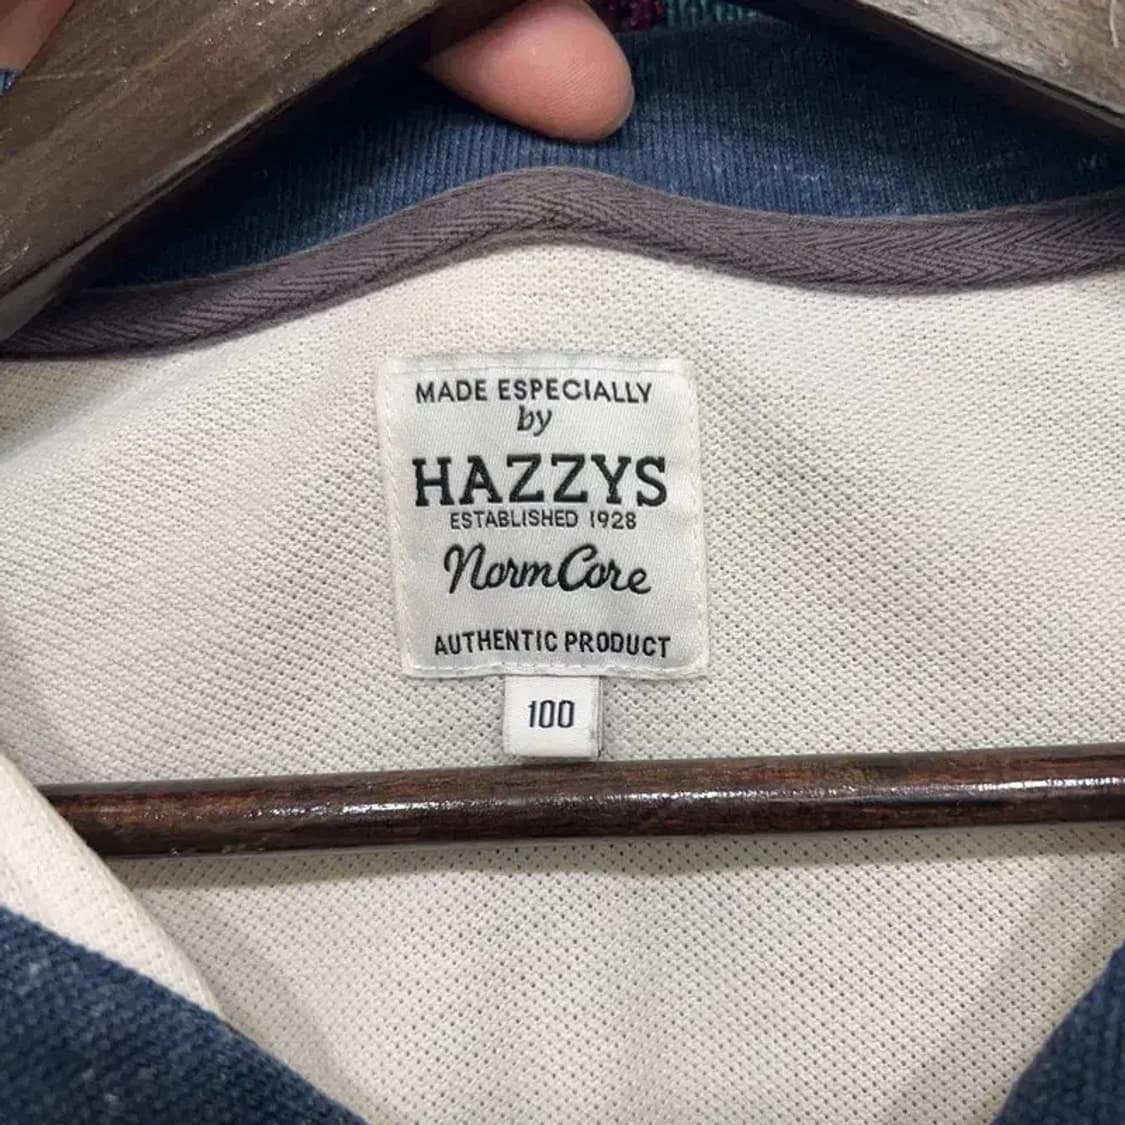 MADE ESPECIALLY
by
HAZZYS
ESTABLISHED 1928
NormCore
AUTHENTIC PRODUCT
100